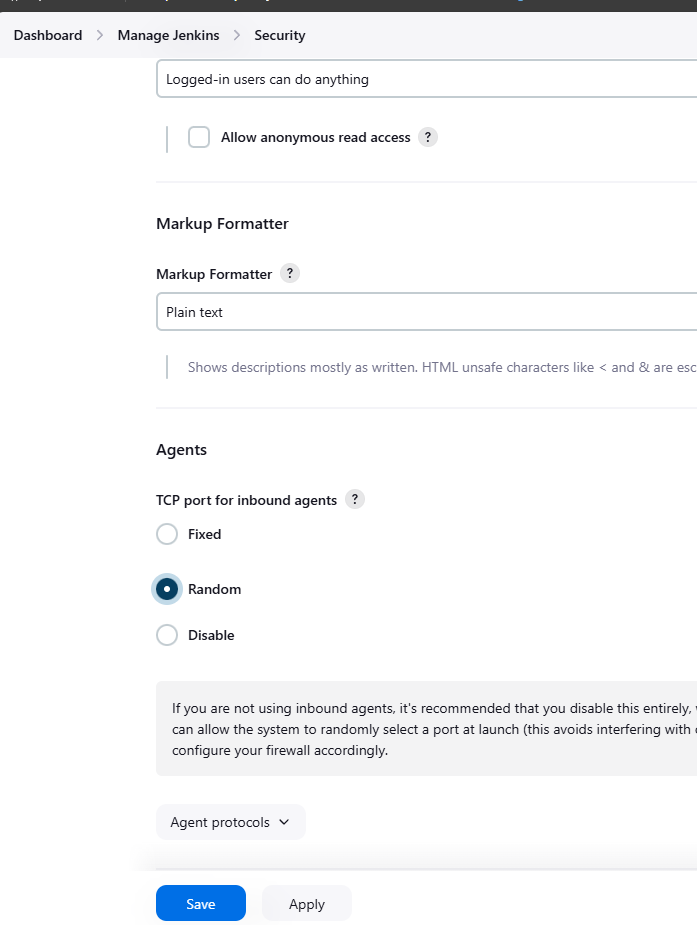 Dashboard > Manage Jenkins > Security
Logged-in users can do anything
Allow anonymous read access ?
Markup Formatter
Markup Formatter ?
Plain text
Shows descriptions mostly as written. HTML unsafe characters like < and & are esc
Agents
TCP port for inbound agents ?
Fixed
Random
Disable
If you are not using inbound agents, it's recommended that you disable this entirely,
can allow the system to randomly select a port at launch (this avoids interfering with
configure your firewall accordingly.
Agent protocols
Save Apply